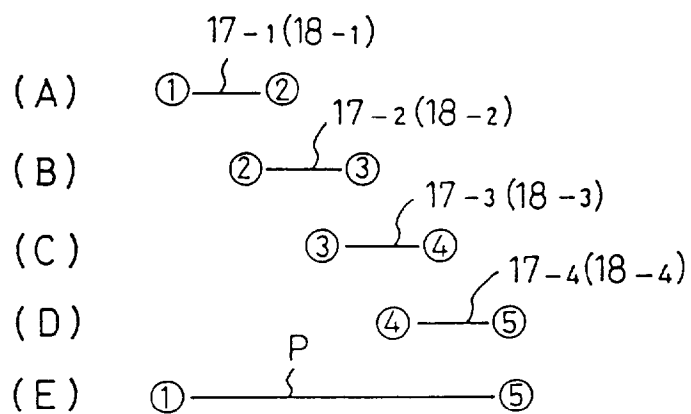 17-1(18-1)
(A) ① ②
17-2(18-2)
(B) ② ③
17-3(18-3)
(C) ③ ④
17-4(18-4)
(D) ④ ⑤
P
(E) ① ⑤